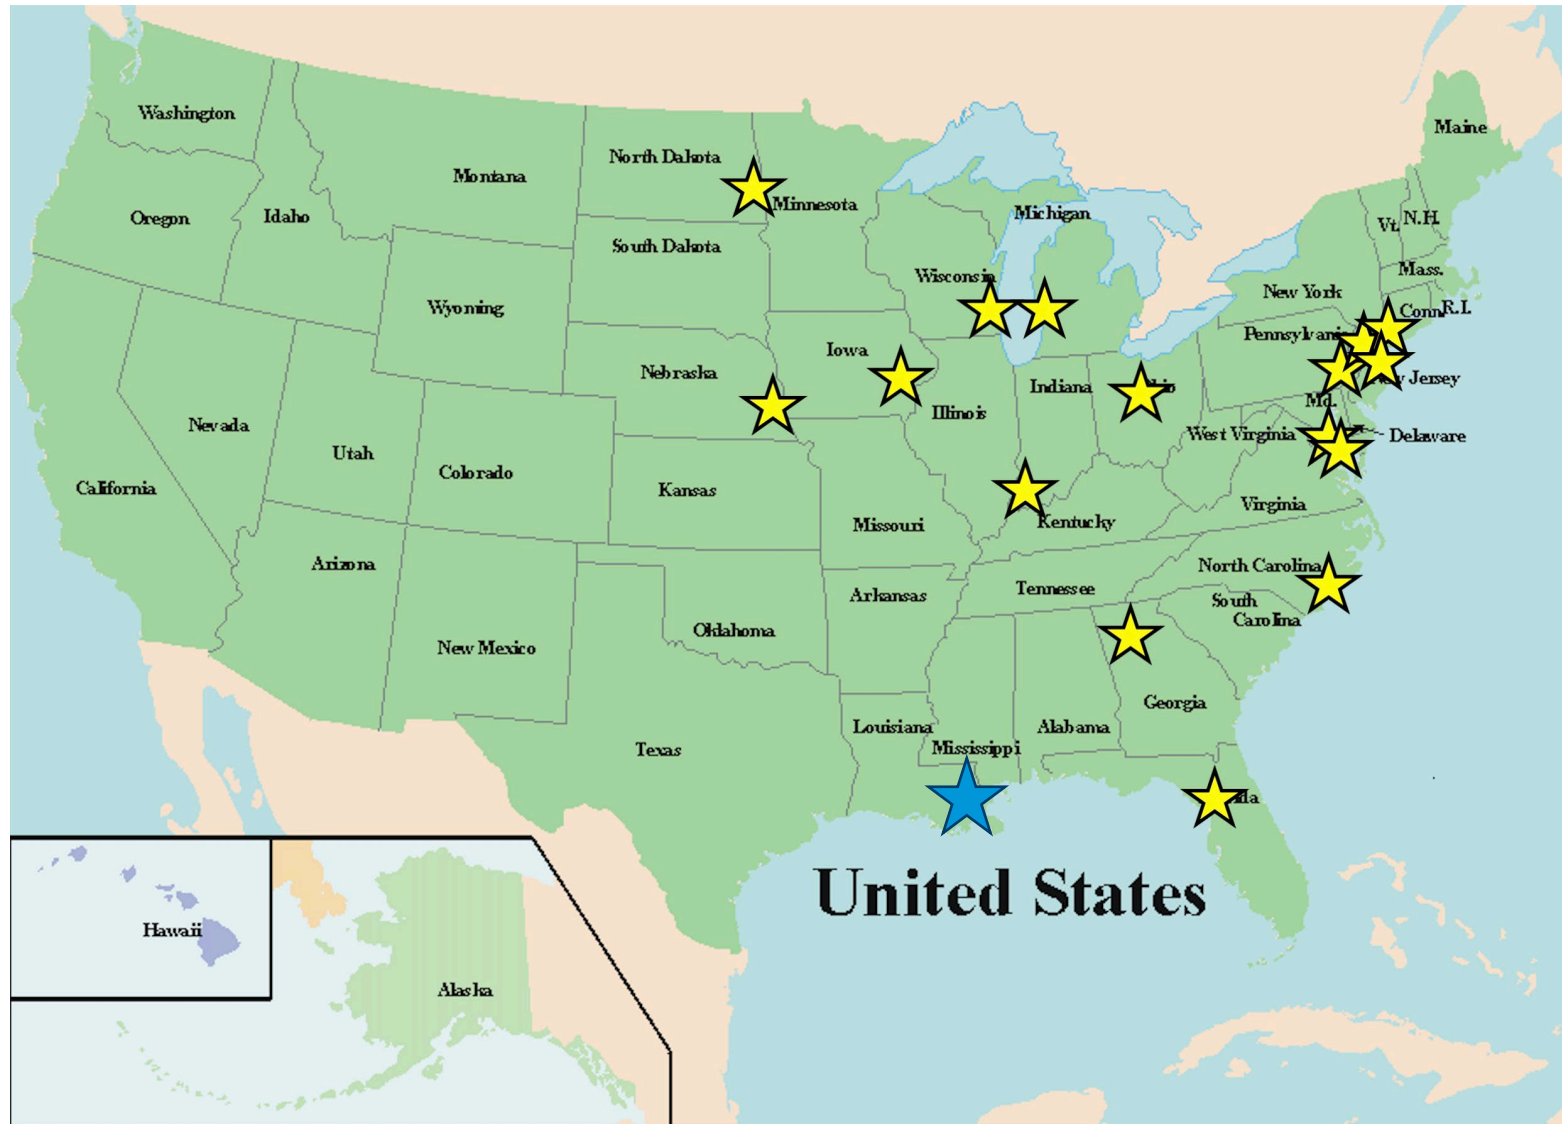 Washington
Montana
North Dakota
Minnesota
Maine
Oregon
Idaho
South Dakota
Michigan
Vt.
N.H.
Wyoming
Wisconsin
Mass.
New York
Conn.
R.I.
Nebraska
Iowa
Pennsylvania
Nevada
Illinois
Indiana
Jersey
Md.
Utah
Colorado
West Virginia
Delaware
California
Kansas
Missouri
Kentucky
Virginia
Arizona
New Mexico
Oklahoma
Arkansas
Tennessee
North Carolina
South
Carolina
Texas
Louisiana
Mississippi
Alabama
Georgia
United States
Hawaii
Alaska